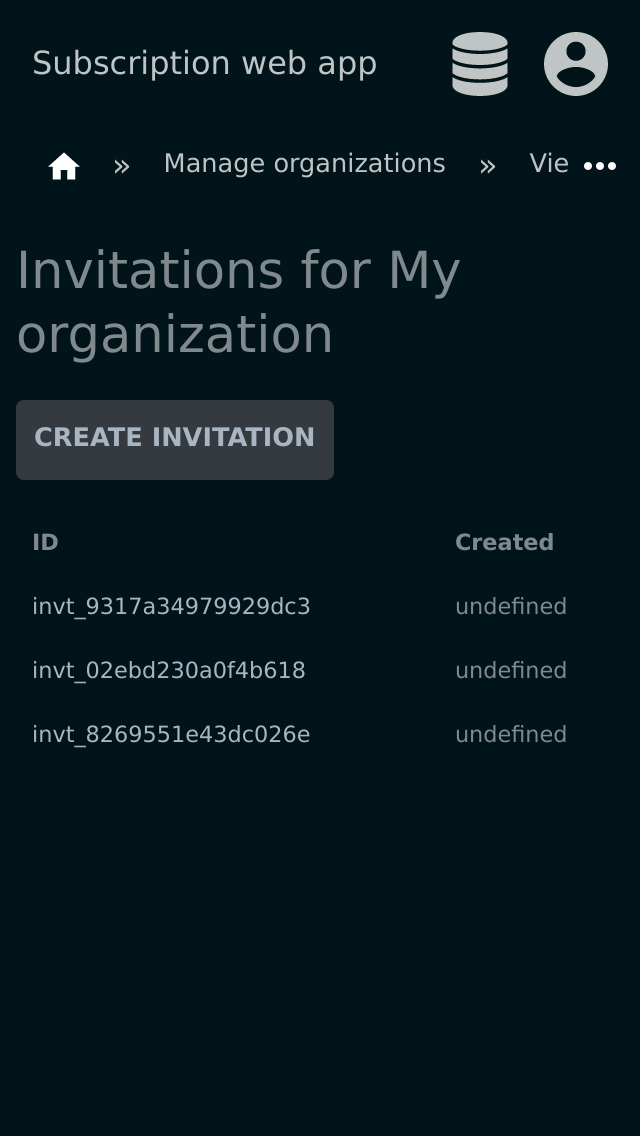 Subscription web app
» Manage organizations » Vie
Invitations for My
organization
CREATE INVITATION
ID Created
invt_9317a34979929dc3 undefined
invt_02ebd230a0f4b618 undefined
invt_8269551e43dc026e undefined